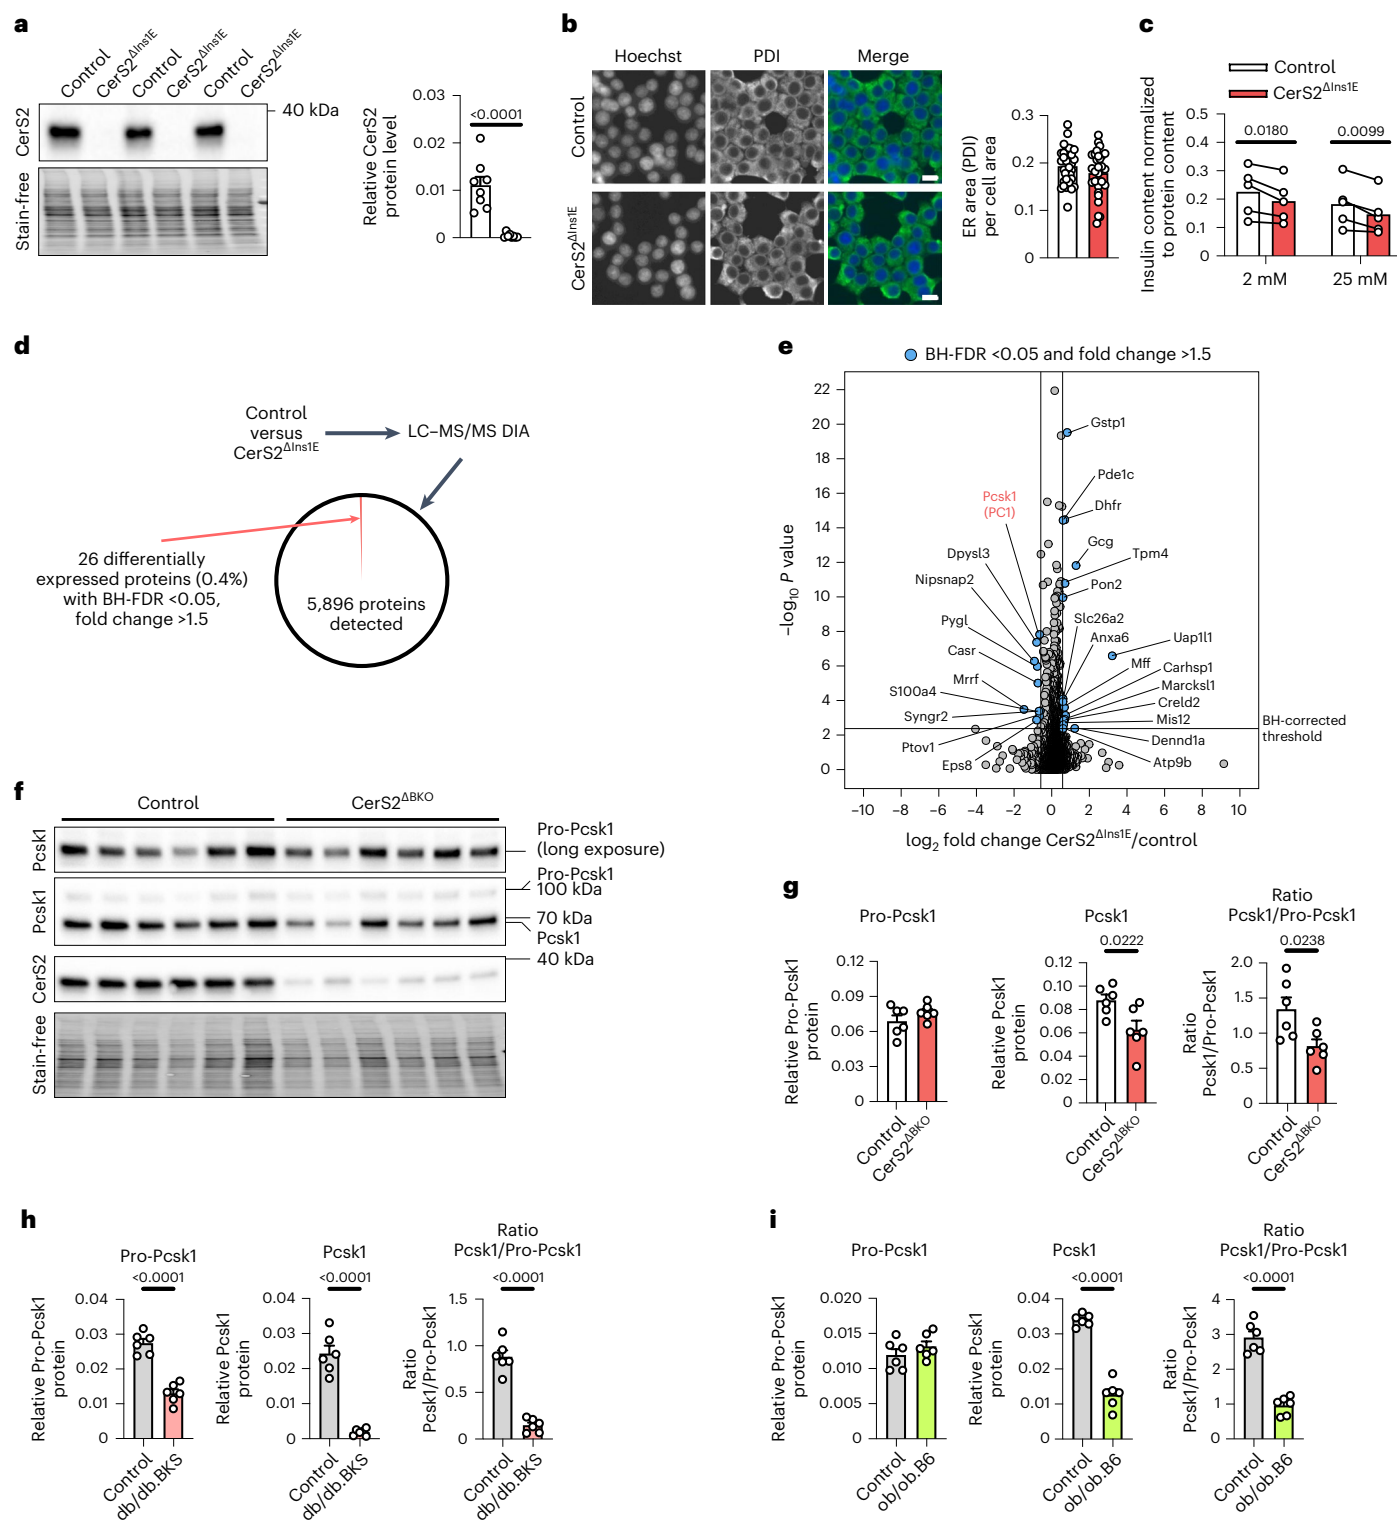 a
Control
CerS2ΔIns1E
Control
CerS2ΔIns1E
Control
CerS2ΔIns1E
CerS2
40 kDa
Stain-free
Relative CerS2
protein level
0.03
0.02
0.01
0
<0.0001
b
Hoechst
PDI
Merge
Control
CerS2ΔIns1E
ER area (PDI)
per cell area
0.3
0.2
0.1
0
c
Control
CerS2ΔIns1E
Insulin content normalized
to protein content
0.5
0.4
0.3
0.2
0.1
0
0.0180
0.0099
2 mM
25 mM
d
Control
versus
CerS2ΔIns1E
LC–MS/MS DIA
26 differentially
expressed proteins (0.4%)
with BH-FDR <0.05,
fold change >1.5
5,896 proteins
detected
e
BH-FDR <0.05 and fold change >1.5
–log10 P value
22
20
18
16
14
12
10
8
6
4
2
0
Gstp1
Pde1c
Pcsk1
(PC1)
Dhfr
Gcg
Dpysl3
Tpm4
Nipsnap2
Pon2
Pygl
Slc26a2
Anxa6
Uap1l1
Casr
Mff
Carhsp1
Mrrf
Marcksl1
S100a4
Creld2
Syngr2
Mis12
Ptov1
Dennd1a
Eps8
Atp9b
BH-corrected
threshold
−10
−8
−6
−4
−2
0
2
4
6
8
10
log2 fold change CerS2ΔIns1E/control
f
Control
CerS2ΔBKO
Pcsk1
Pro-Pcsk1
(long exposure)
Pcsk1
Pro-Pcsk1
100 kDa
70 kDa
Pcsk1
CerS2
40 kDa
Stain-free
g
Pro-Pcsk1
Relative Pro-Pcsk1
protein
0.12
0.09
0.06
0.03
0
Control
CerS2ΔBKO
Pcsk1
0.0222
Relative Pcsk1
protein
0.12
0.10
0.08
0.06
0.04
0.02
0
Control
CerS2ΔBKO
Ratio
Pcsk1/Pro-Pcsk1
0.0238
Ratio
Pcsk1/Pro-Pcsk1
2.0
1.5
1.0
0.5
0
Control
CerS2ΔBKO
h
Pro-Pcsk1
<0.0001
Relative Pro-Pcsk1
protein
0.04
0.03
0.02
0.01
0
Control
db/db.BKS
Pcsk1
<0.0001
Relative Pcsk1
protein
0.04
0.03
0.02
0.01
0
Control
db/db.BKS
Ratio
Pcsk1/Pro-Pcsk1
<0.0001
Ratio
Pcsk1/Pro-Pcsk1
1.5
1.0
0.5
0
Control
db/db.BKS
i
Pro-Pcsk1
Relative Pro-Pcsk1
protein
0.020
0.015
0.010
0.005
0
Control
ob/ob.B6
Pcsk1
<0.0001
Relative Pcsk1
protein
0.04
0.03
0.02
0.01
0
Control
ob/ob.B6
Ratio
Pcsk1/Pro-Pcsk1
<0.0001
Ratio
Pcsk1/Pro-Pcsk1
4
3
2
1
0
Control
ob/ob.B6